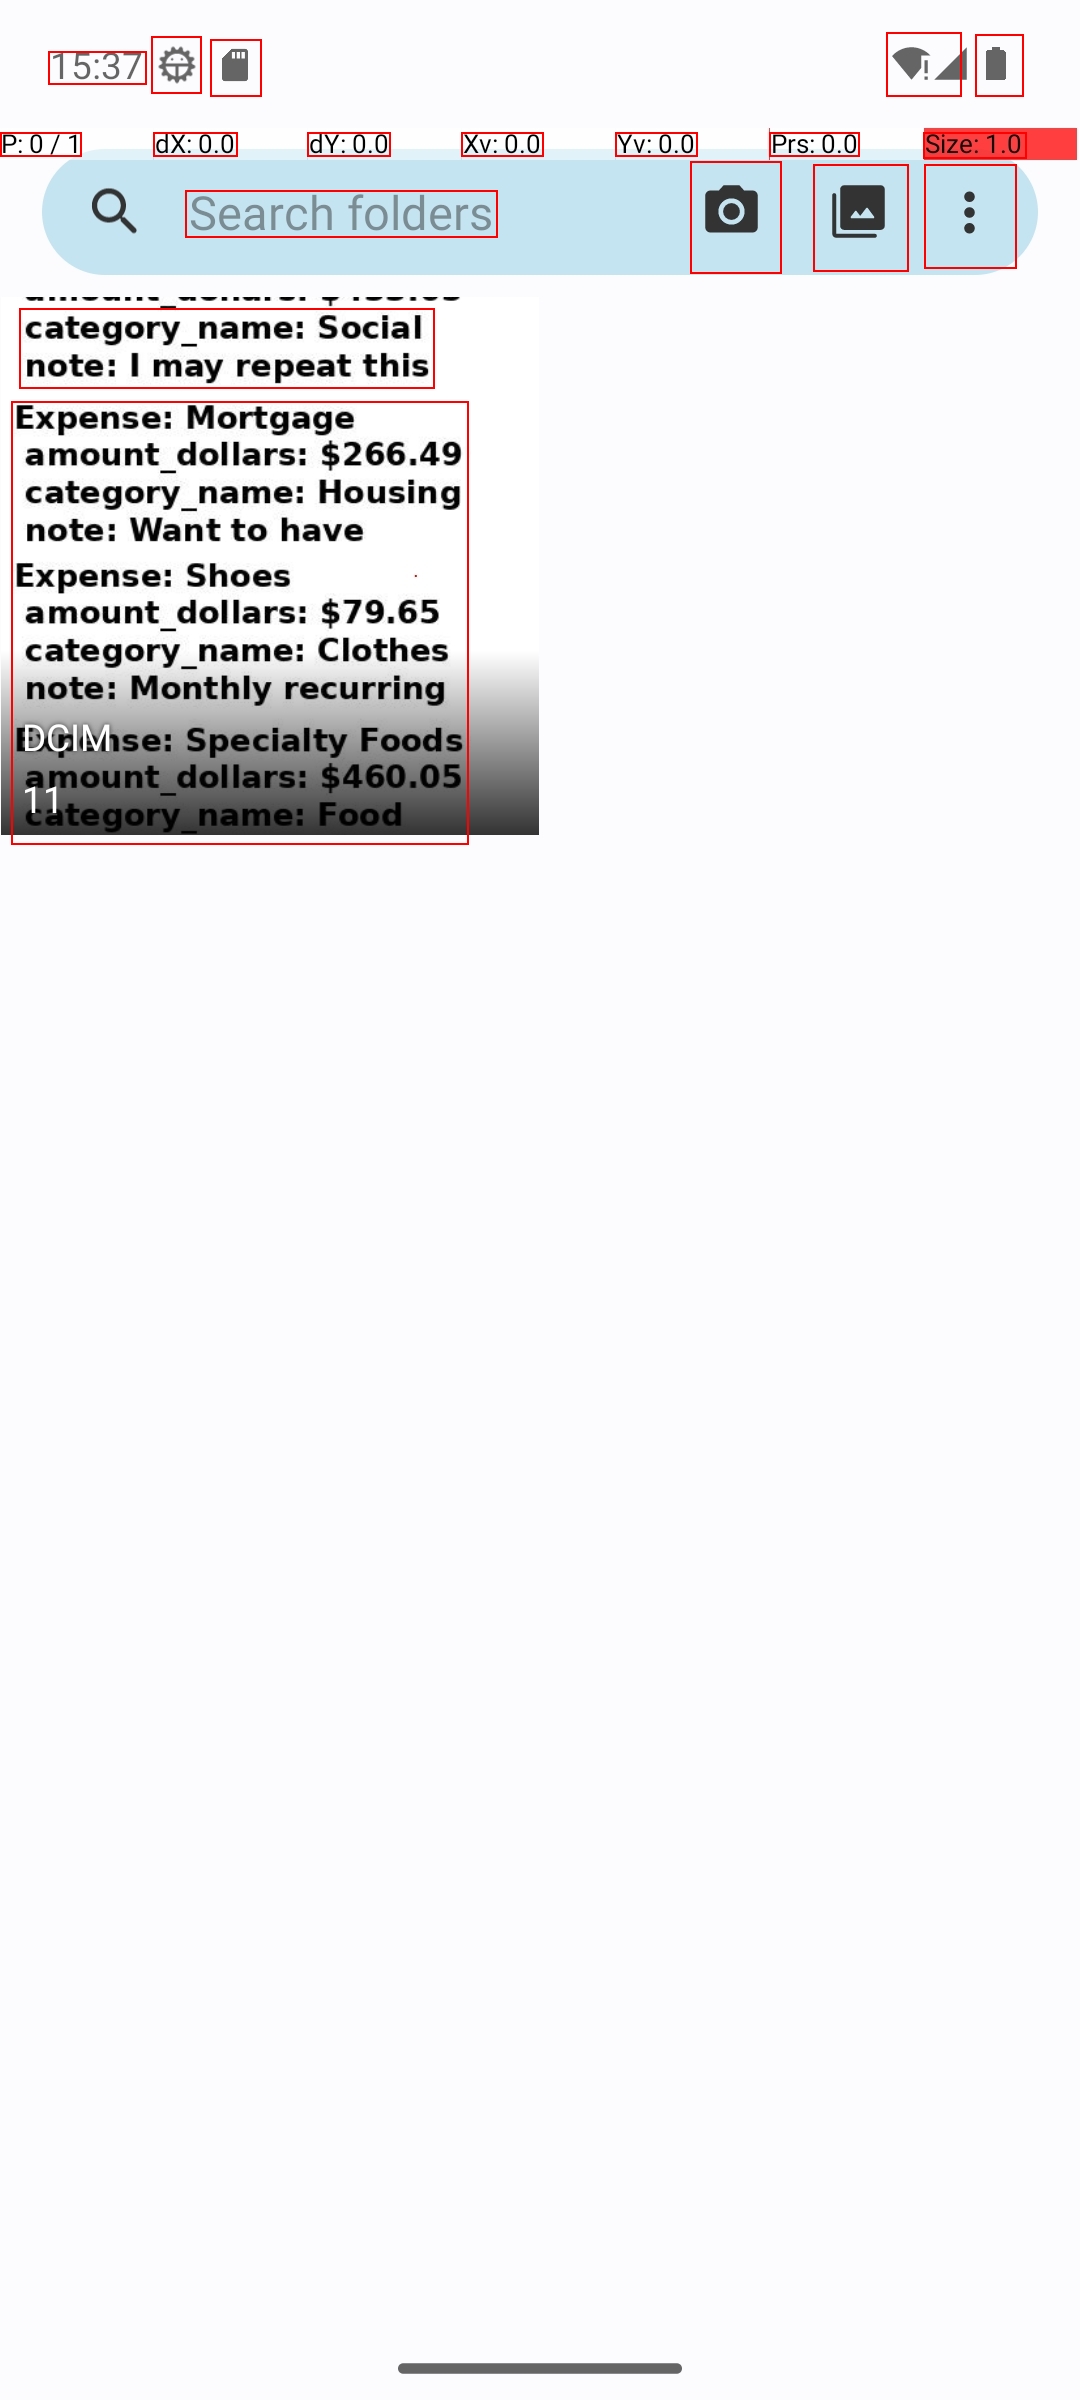 15:37
P: 0 / 1 dX: 0.0 dY: 0.0 Xv: 0.0 Yv: 0.0 Prs: 0.0 Size: 1.0
Search folders
category_name: Social
note: I may repeat this
Expense: Mortgage
amount_dollars: $266.49
category_name: Housing
note: Want to have
Expense: Shoes
amount_dollars: $79.65
category_name: Clothes
note: Monthly recurring
DCIM
Expense: Specialty Foods
amount_dollars: $460.05
11
category_name: Food